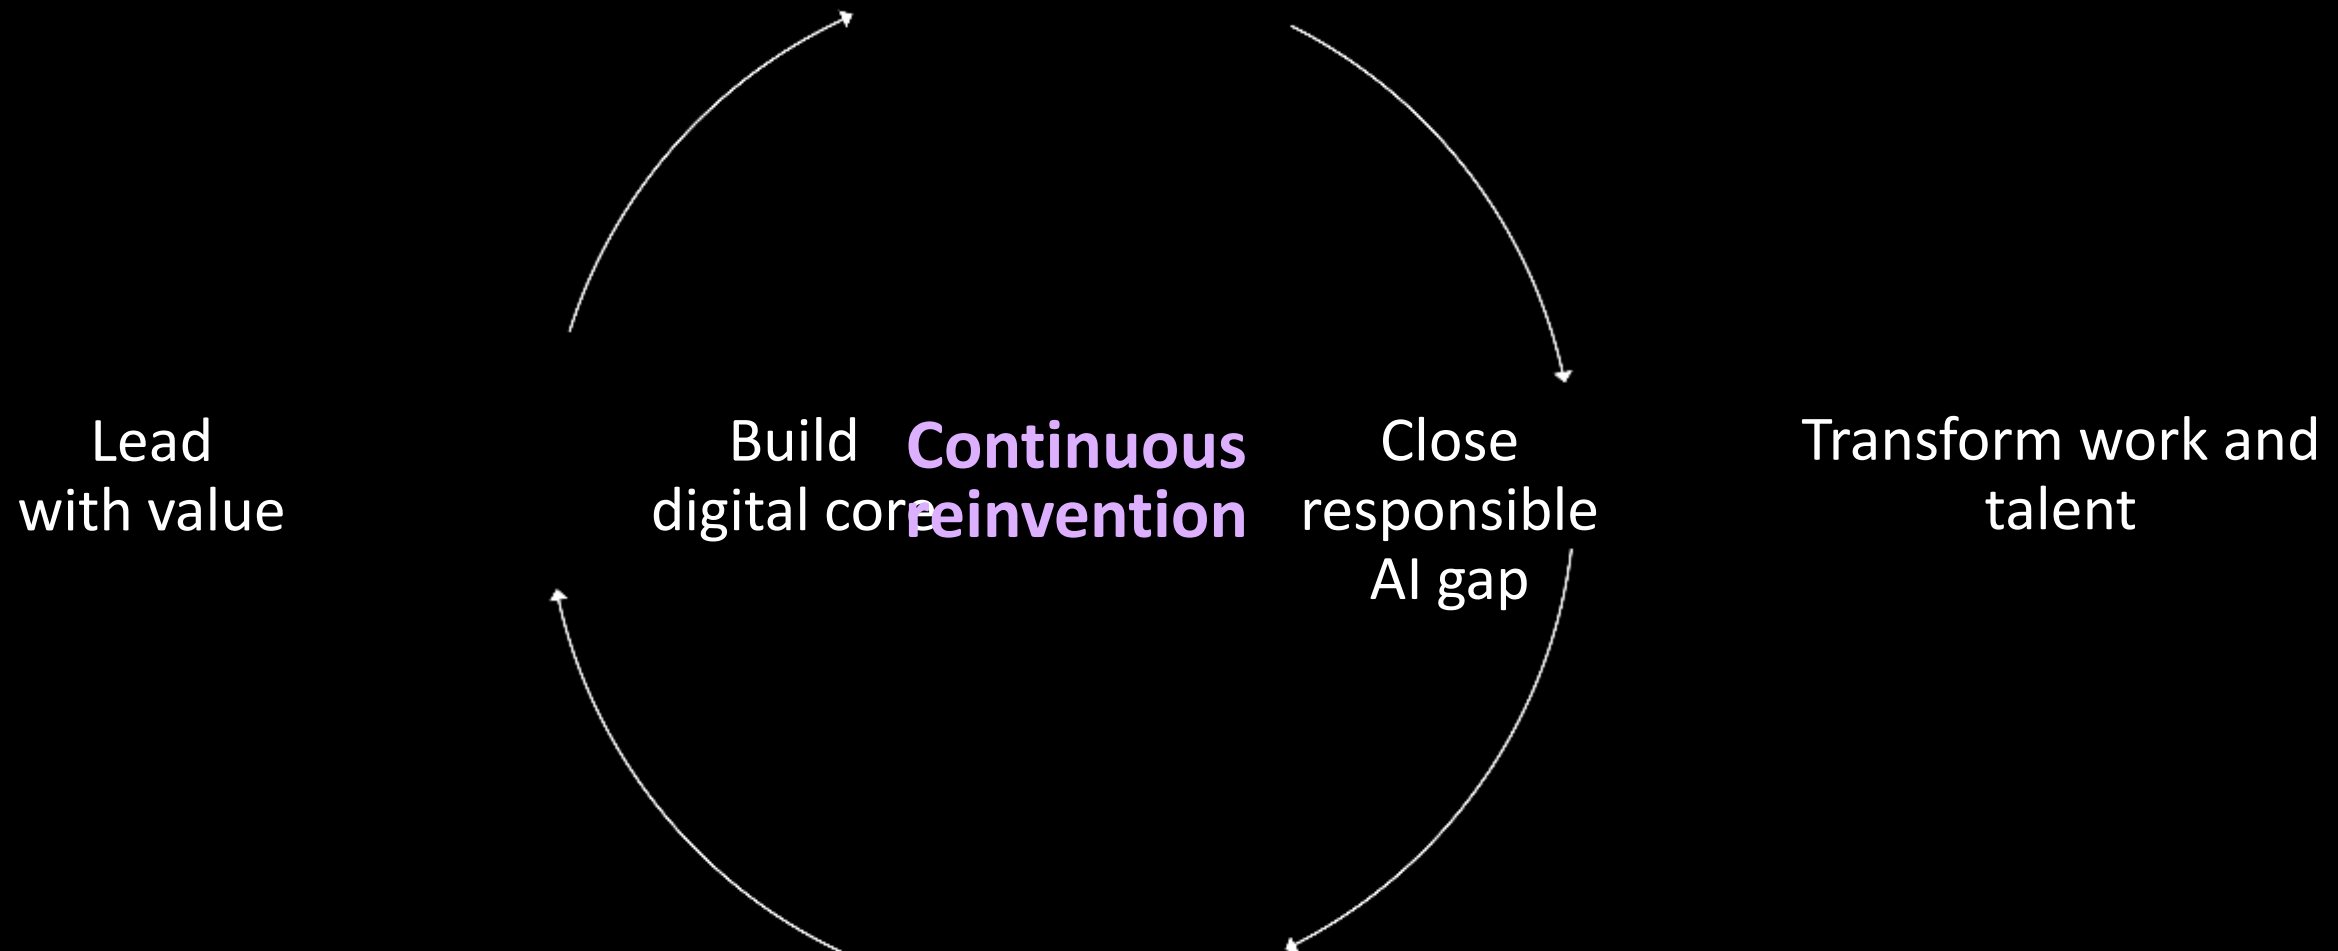 Lead
with value
Build
digital core
Continuous
reinvention
Close
responsible
AI gap
Transform work and
talent